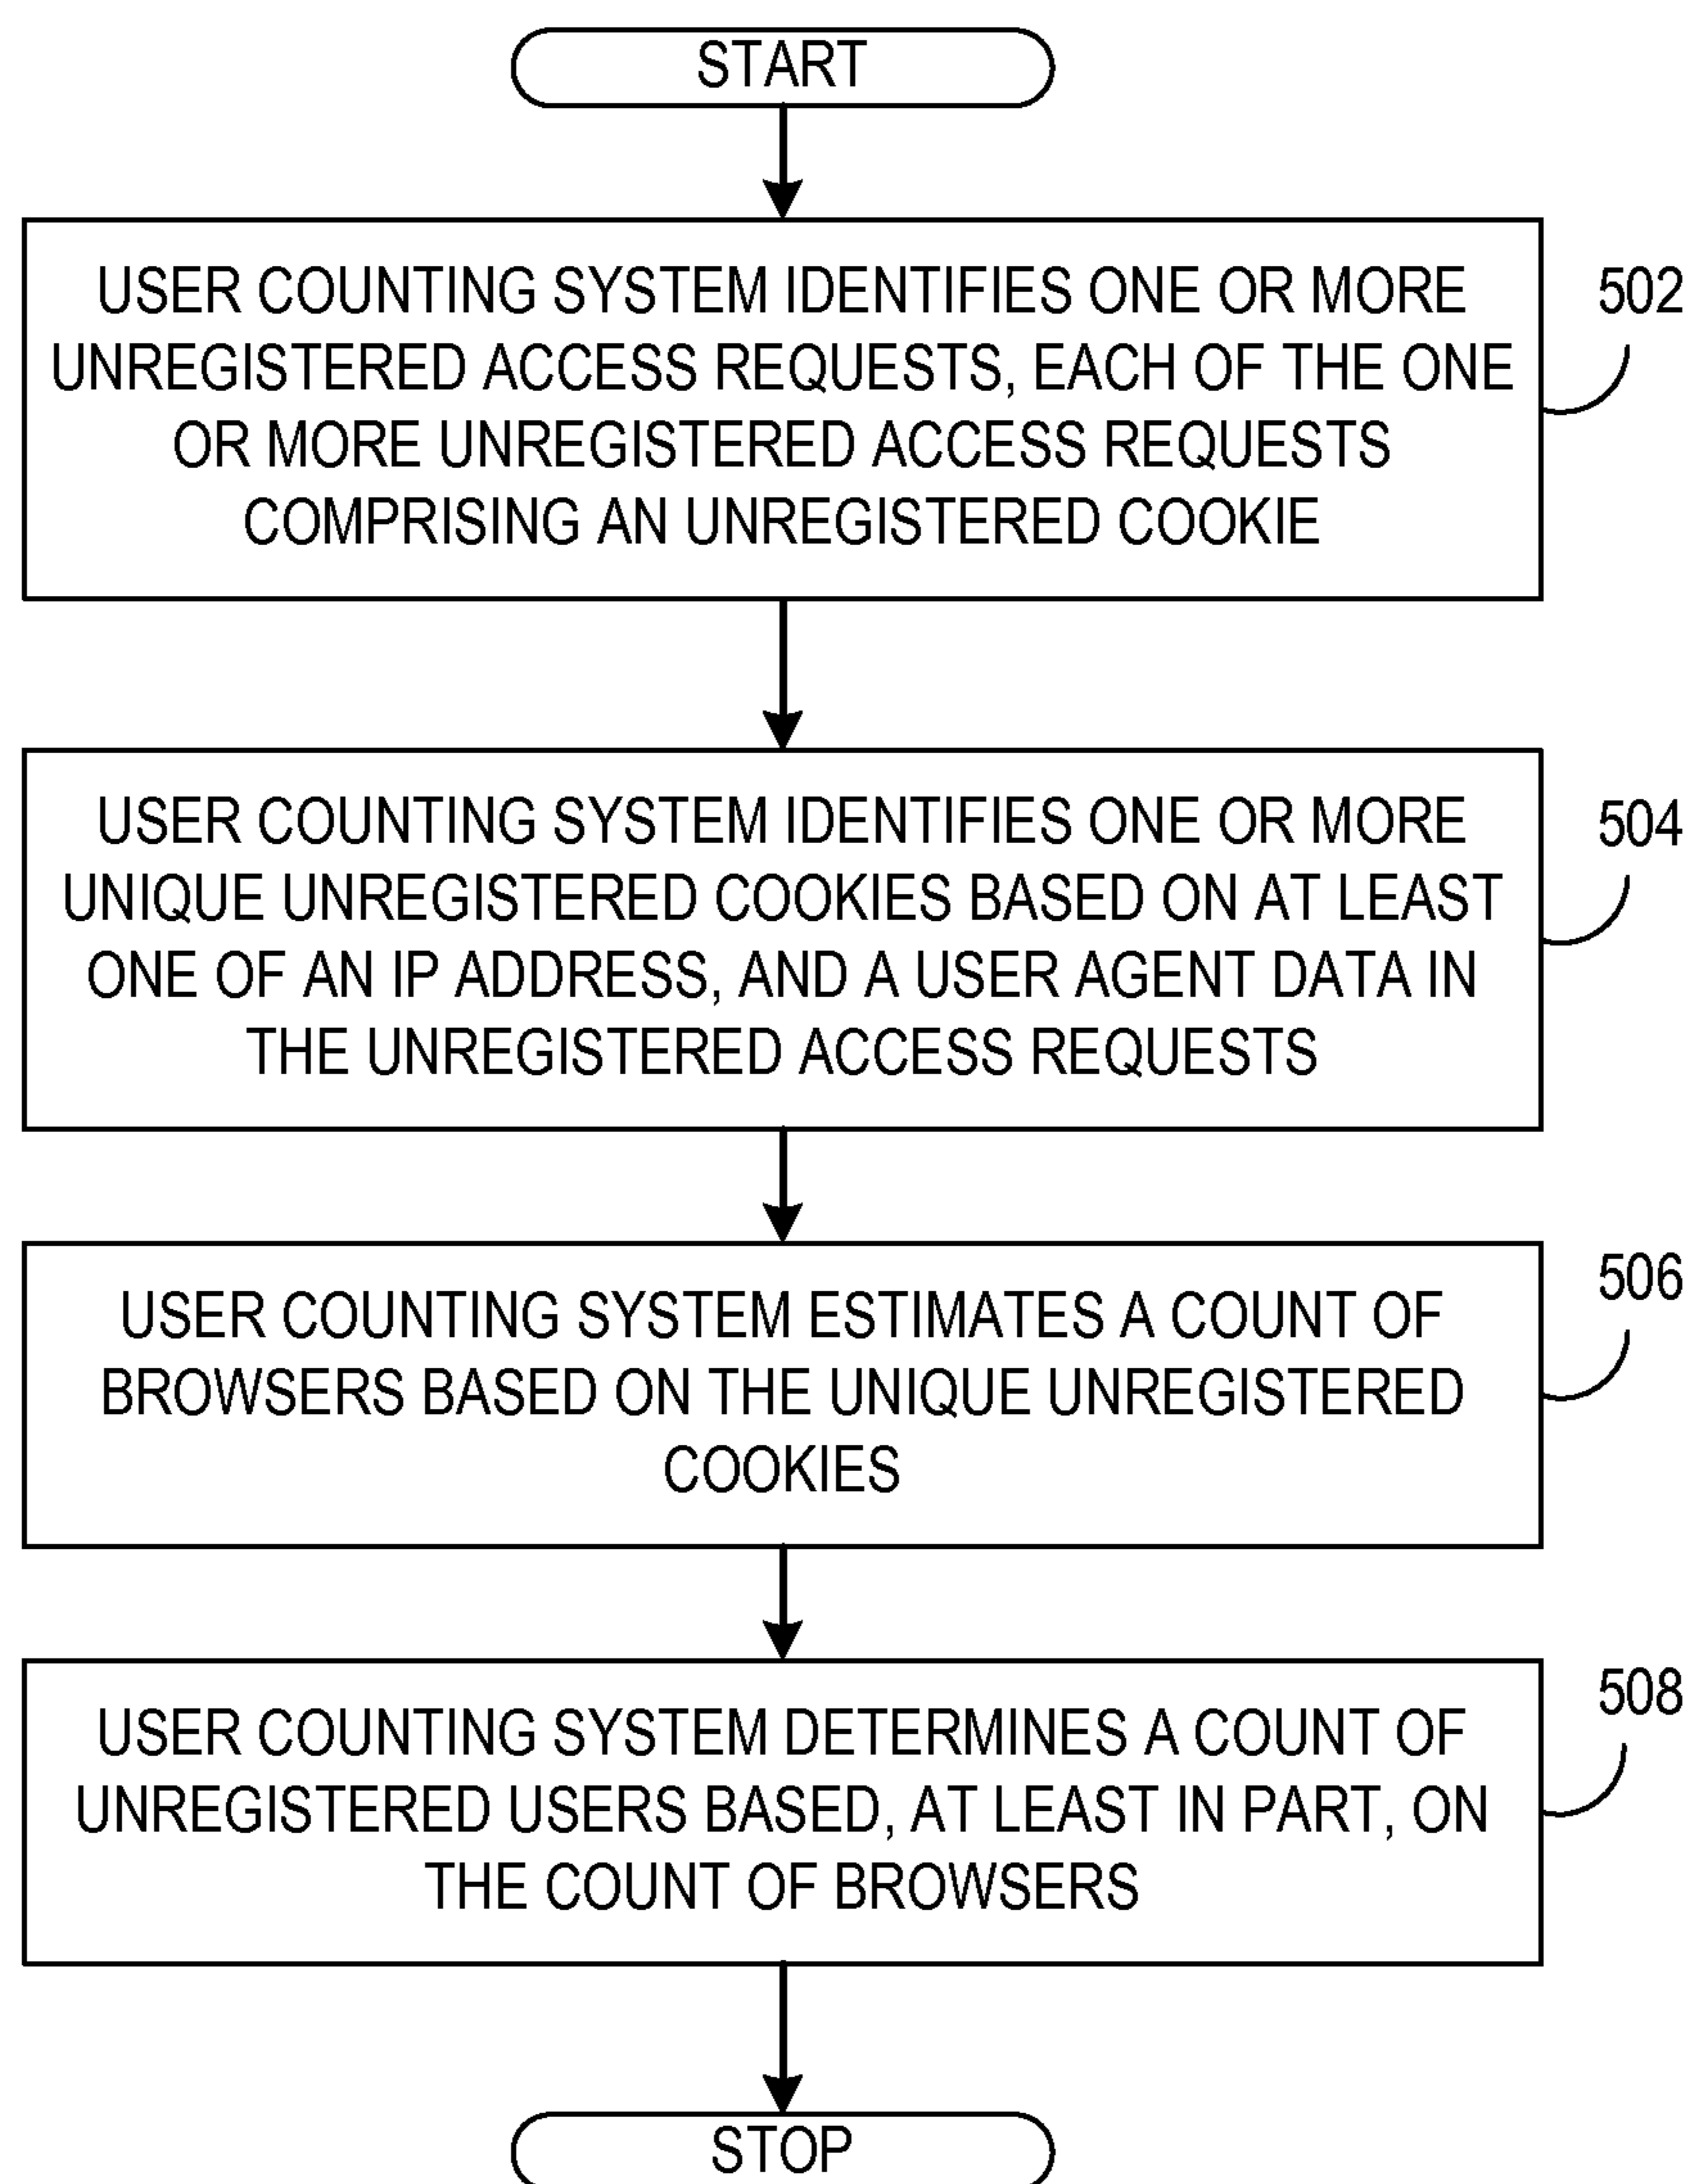 START
USER COUNTING SYSTEM IDENTIFIES ONE OR MORE
UNREGISTERED ACCESS REQUESTS, EACH OF THE ONE
OR MORE UNREGISTERED ACCESS REQUESTS
COMPRISING AN UNREGISTERED COOKIE
502
USER COUNTING SYSTEM IDENTIFIES ONE OR MORE
UNIQUE UNREGISTERED COOKIES BASED ON AT LEAST
ONE OF AN IP ADDRESS, AND A USER AGENT DATA IN
THE UNREGISTERED ACCESS REQUESTS
504
USER COUNTING SYSTEM ESTIMATES A COUNT OF
BROWSERS BASED ON THE UNIQUE UNREGISTERED
COOKIES
506
USER COUNTING SYSTEM DETERMINES A COUNT OF
UNREGISTERED USERS BASED, AT LEAST IN PART, ON
THE COUNT OF BROWSERS
508
STOP